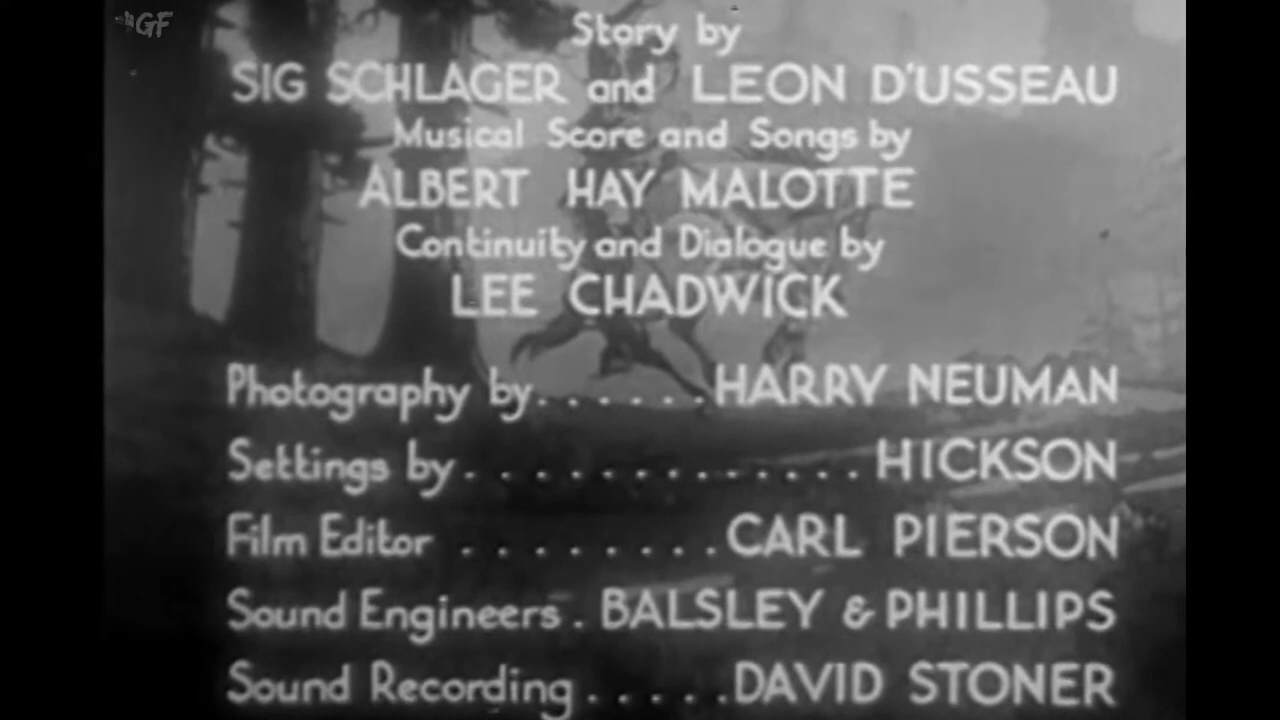 GF
Story by
SIG SCHLAGER and LEON D'USSEAU
Musical Score and Songs by
ALBERT HAY MALOTTE
Continuity and Dialogue by
LEE CHADWICK
Photography by......HARRY NEUMAN
Settings by.............HICKSON
Film Editor ........CARL PIERSON
Sound Engineers. BALSLEY & PHILLIPS
Sound Recording.....DAVID STONER